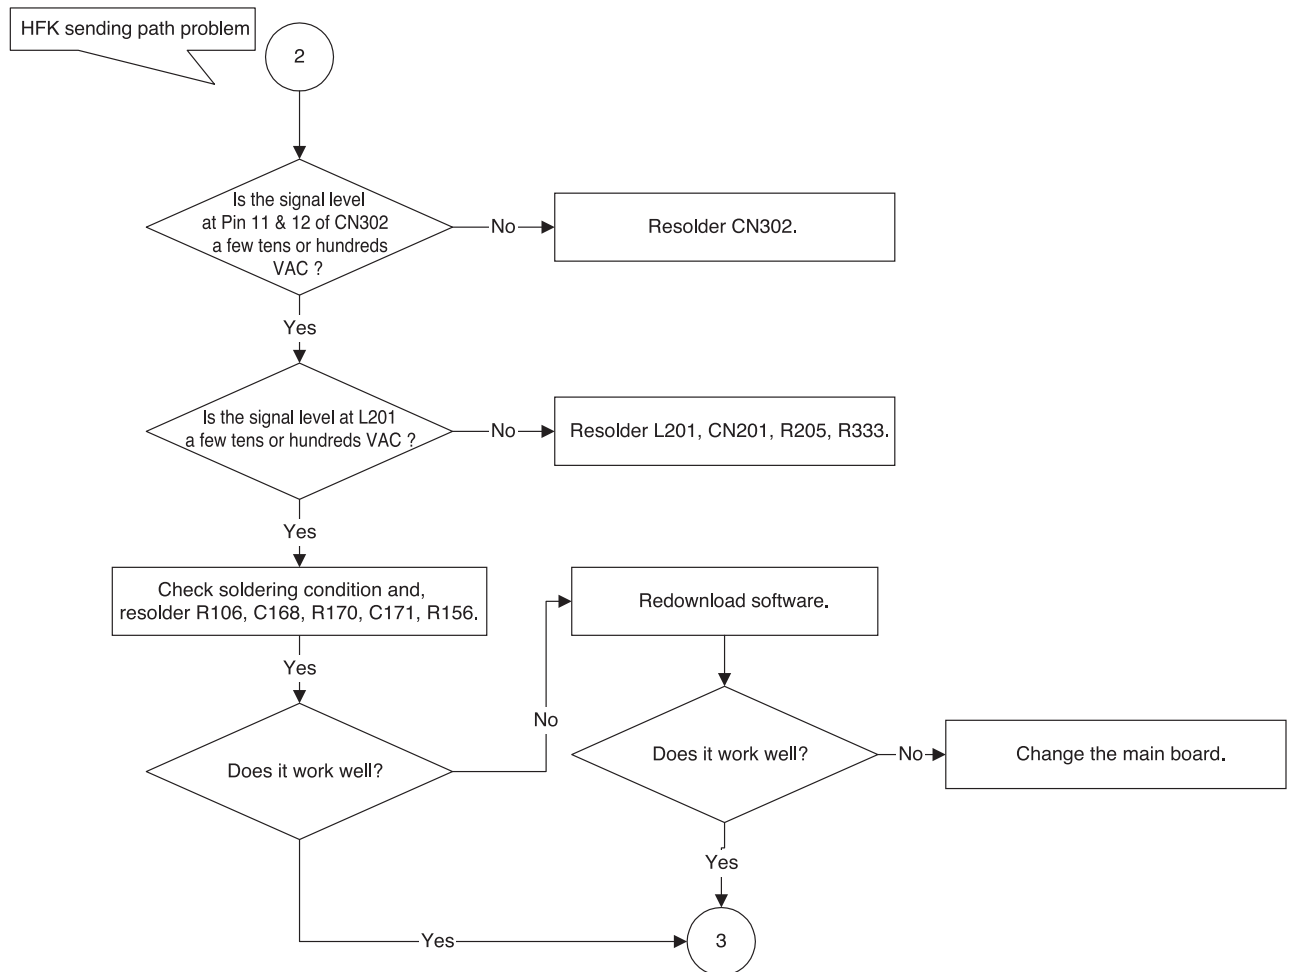 HFK sending path problem
2
Is the signal level
at Pin 11 & 12 of CN302
a few tens or hundreds
VAC ?
No
Resolder CN302.
Yes
Is the signal level at L201
a few tens or hundreds VAC ?
No
Resolder L201, CN201, R205, R333.
Yes
Check soldering condition and,
resolder R106, C168, R170, C171, R156.
Redownload software.
Yes
No
Does it work well?
Does it work well?
No
Change the main board.
Yes
Yes
3